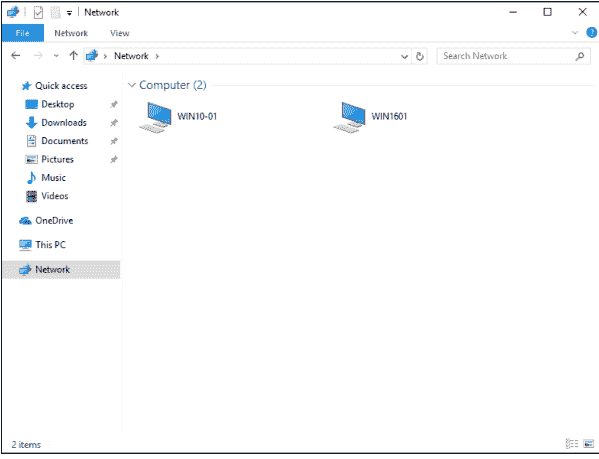 Network
File Network View
Network
Search Network
Quick access
Desktop
Downloads
Documents
Pictures
Music
Videos
OneDrive
This PC
Network
Computer (2)
WIN10-01 WIN1601
2 items